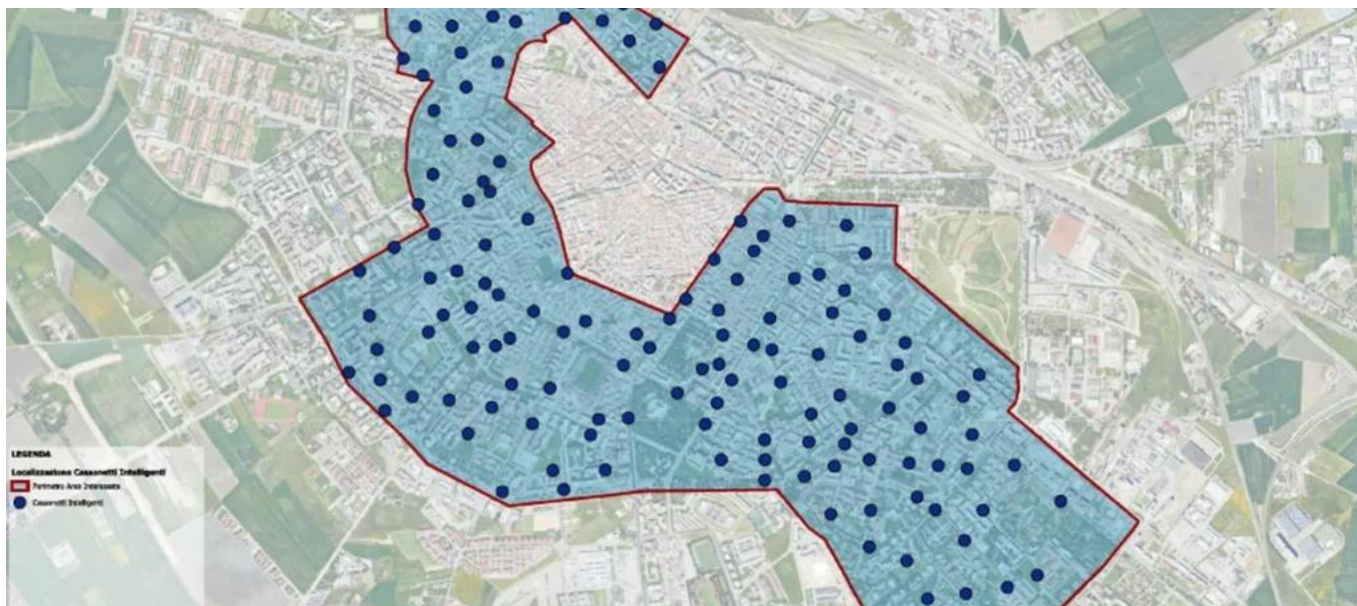 LEGENDA
Localizzazione Cassonetti Intelligenti
Perimetro Area Interessata
Cassonetti Intelligenti